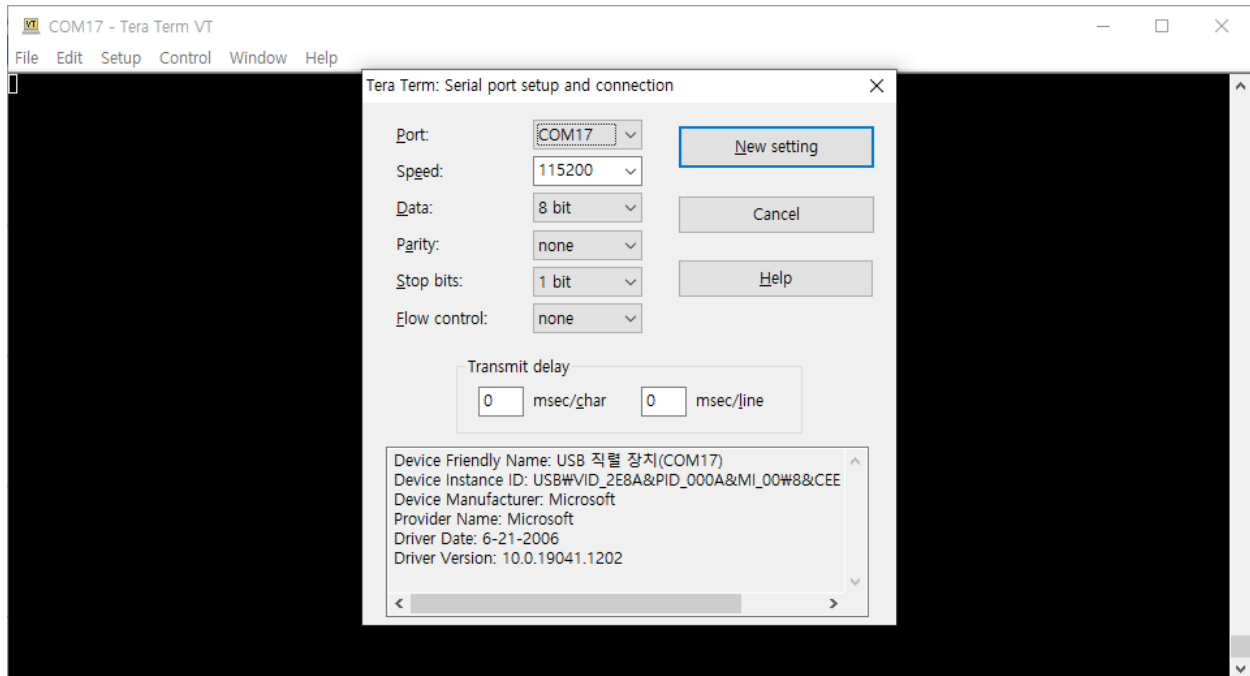 VT COM17 - Tera Term VT
File Edit Setup Control Window Help
Tera Term: Serial port setup and connection
Port: COM17
New setting
Speed: 115200
Data: 8 bit
Cancel
Parity: none
Stop bits: 1 bit
Help
Flow control: none
Transmit delay
0 msec/char 0 msec/line
Device Friendly Name: USB 직렬 장치(COM17)
Device Instance ID: USB₩VID_2E8A&PID_000A&MI_00₩8&CEE
Device Manufacturer: Microsoft
Provider Name: Microsoft
Driver Date: 6-21-2006
Driver Version: 10.0.19041.1202